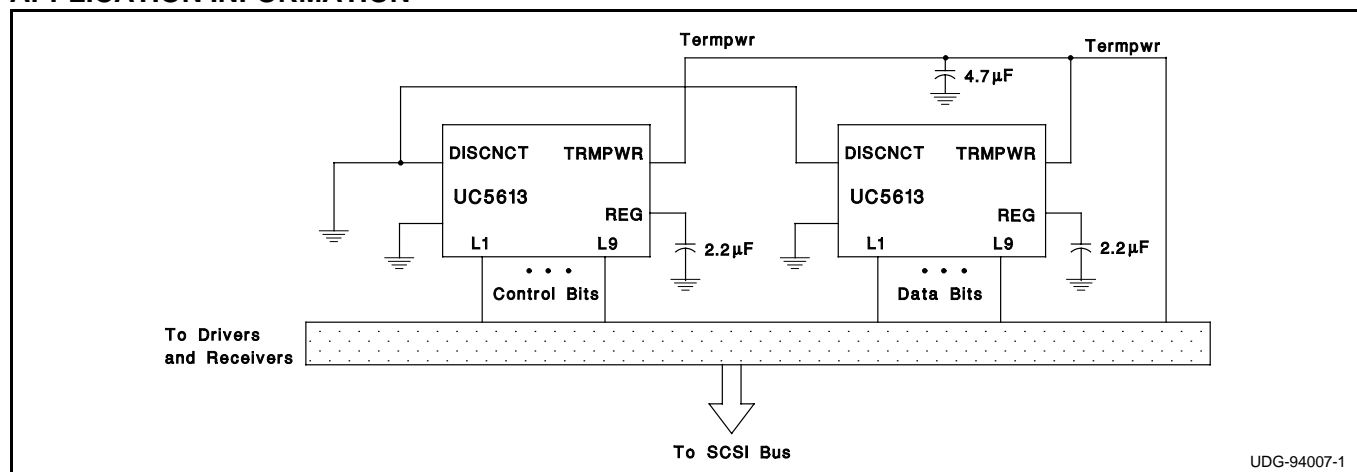 APPLICATION INFORMATION
Termpwr
Termpwr
4.7µF
DISCNCT TRMPWR
UC5613
REG
L1 L9
2.2µF
• • •
Control Bits
DISCNCT TRMPWR
UC5613
REG
L1 L9
2.2µF
• • •
Data Bits
To Drivers
and Receivers
To SCSI Bus
UDG-94007-1